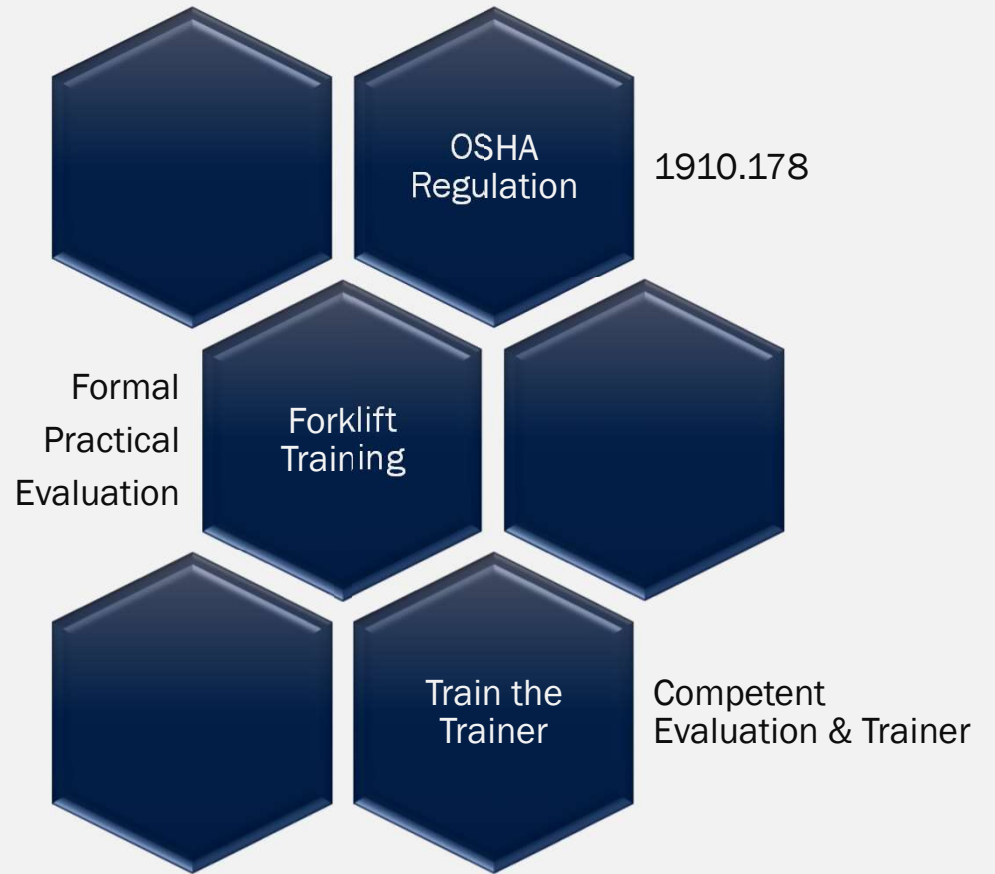 OSHA
Regulation
1910.178
Formal
Practical
Evaluation
Forklift
Training
Train the
Trainer
Competent
Evaluation & Trainer